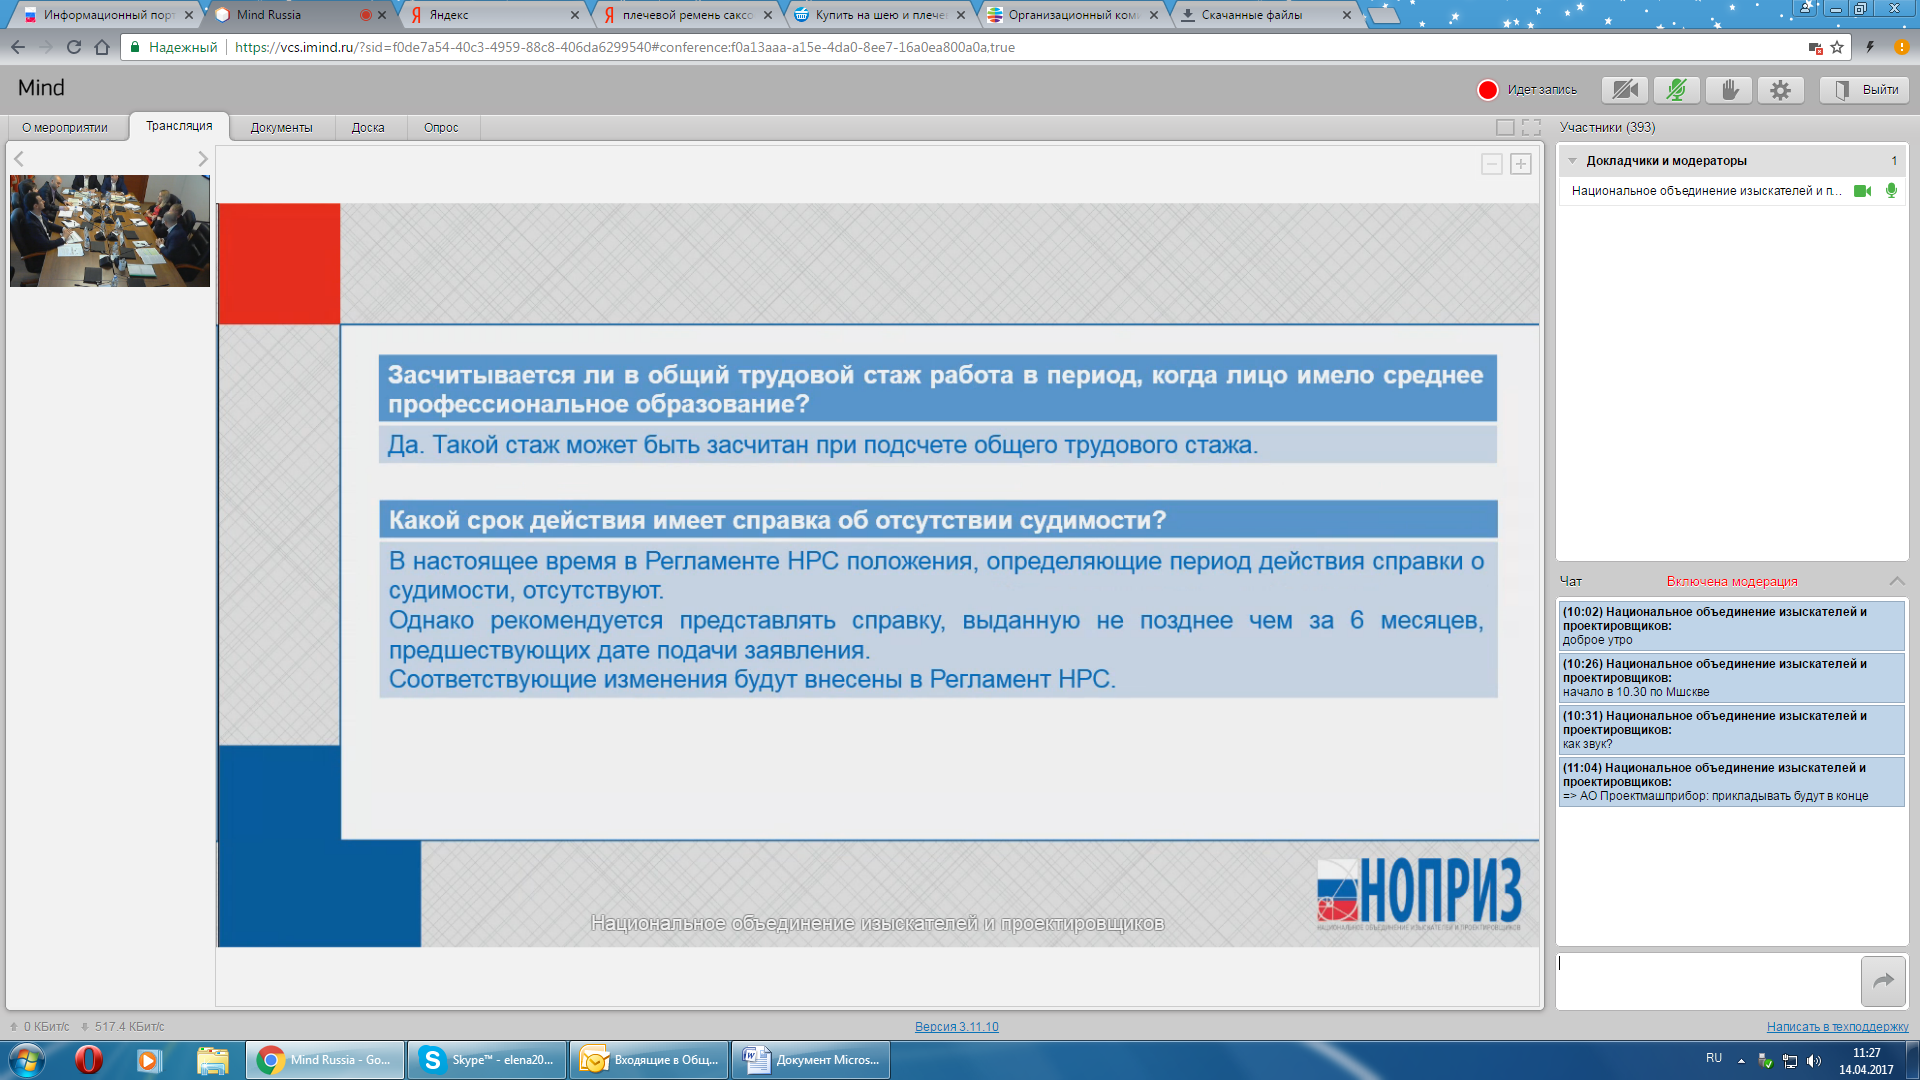 Информационный порт
Mind Russia
Яндекс
плечевой ремень саксо
Купить на шею и плече
Организационный коми
Скачанные файлы
Надежный
https://vcs.imind.ru/?sid=f0de7a54-40c3-4959-88c8-406da6299540#conference:f0a13aaa-a15e-4da0-8ee7-16a0ea800a0a,true
Mind
Идет запись
Выйти
О мероприятии
Трансляция
Документы
Доска
Опрос
Участники (393)
Докладчики и модераторы
1
Национальное объединение изыскателей и п...
Засчитывается ли в общий трудовой стаж работа в период, когда лицо имело среднее
профессиональное образование?
Да. Такой стаж может быть засчитан при подсчете общего трудового стажа.
Какой срок действия имеет справка об отсутствии судимости?
В настоящее время в Регламенте НРС положения, определяющие период действия справки о
судимости, отсутствуют.
Однако рекомендуется представлять справку, выданную не позднее чем за 6 месяцев,
предшествующих дате подачи заявления.
Соответствующие изменения будут внесены в Регламент НРС.
НОПРИЗ
НАЦИОНАЛЬНОЕ ОБЪЕДИНЕНИЕ ИЗЫСКАТЕЛЕЙ И ПРОЕКТИРОВЩИКОВ
Национальное объединение изыскателей и проектировщиков
Чат
Включена модерация
(10:02) Национальное объединение изыскателей и
проектировщиков:
доброе утро
(10:26) Национальное объединение изыскателей и
проектировщиков:
начало в 10.30 по Мшскве
(10:31) Национальное объединение изыскателей и
проектировщиков:
как звук?
(11:04) Национальное объединение изыскателей и
проектировщиков:
=> АО Проектмашприбор: прикладывать будут в конце
0 КБит/с
517.4 КБит/с
Версия 3.11.10
Написать в техподдержку
Mind Russia - Go...
Skype™ - elena20...
Входящие в Общ...
Документ Micros...
RU
11:27
14.04.2017